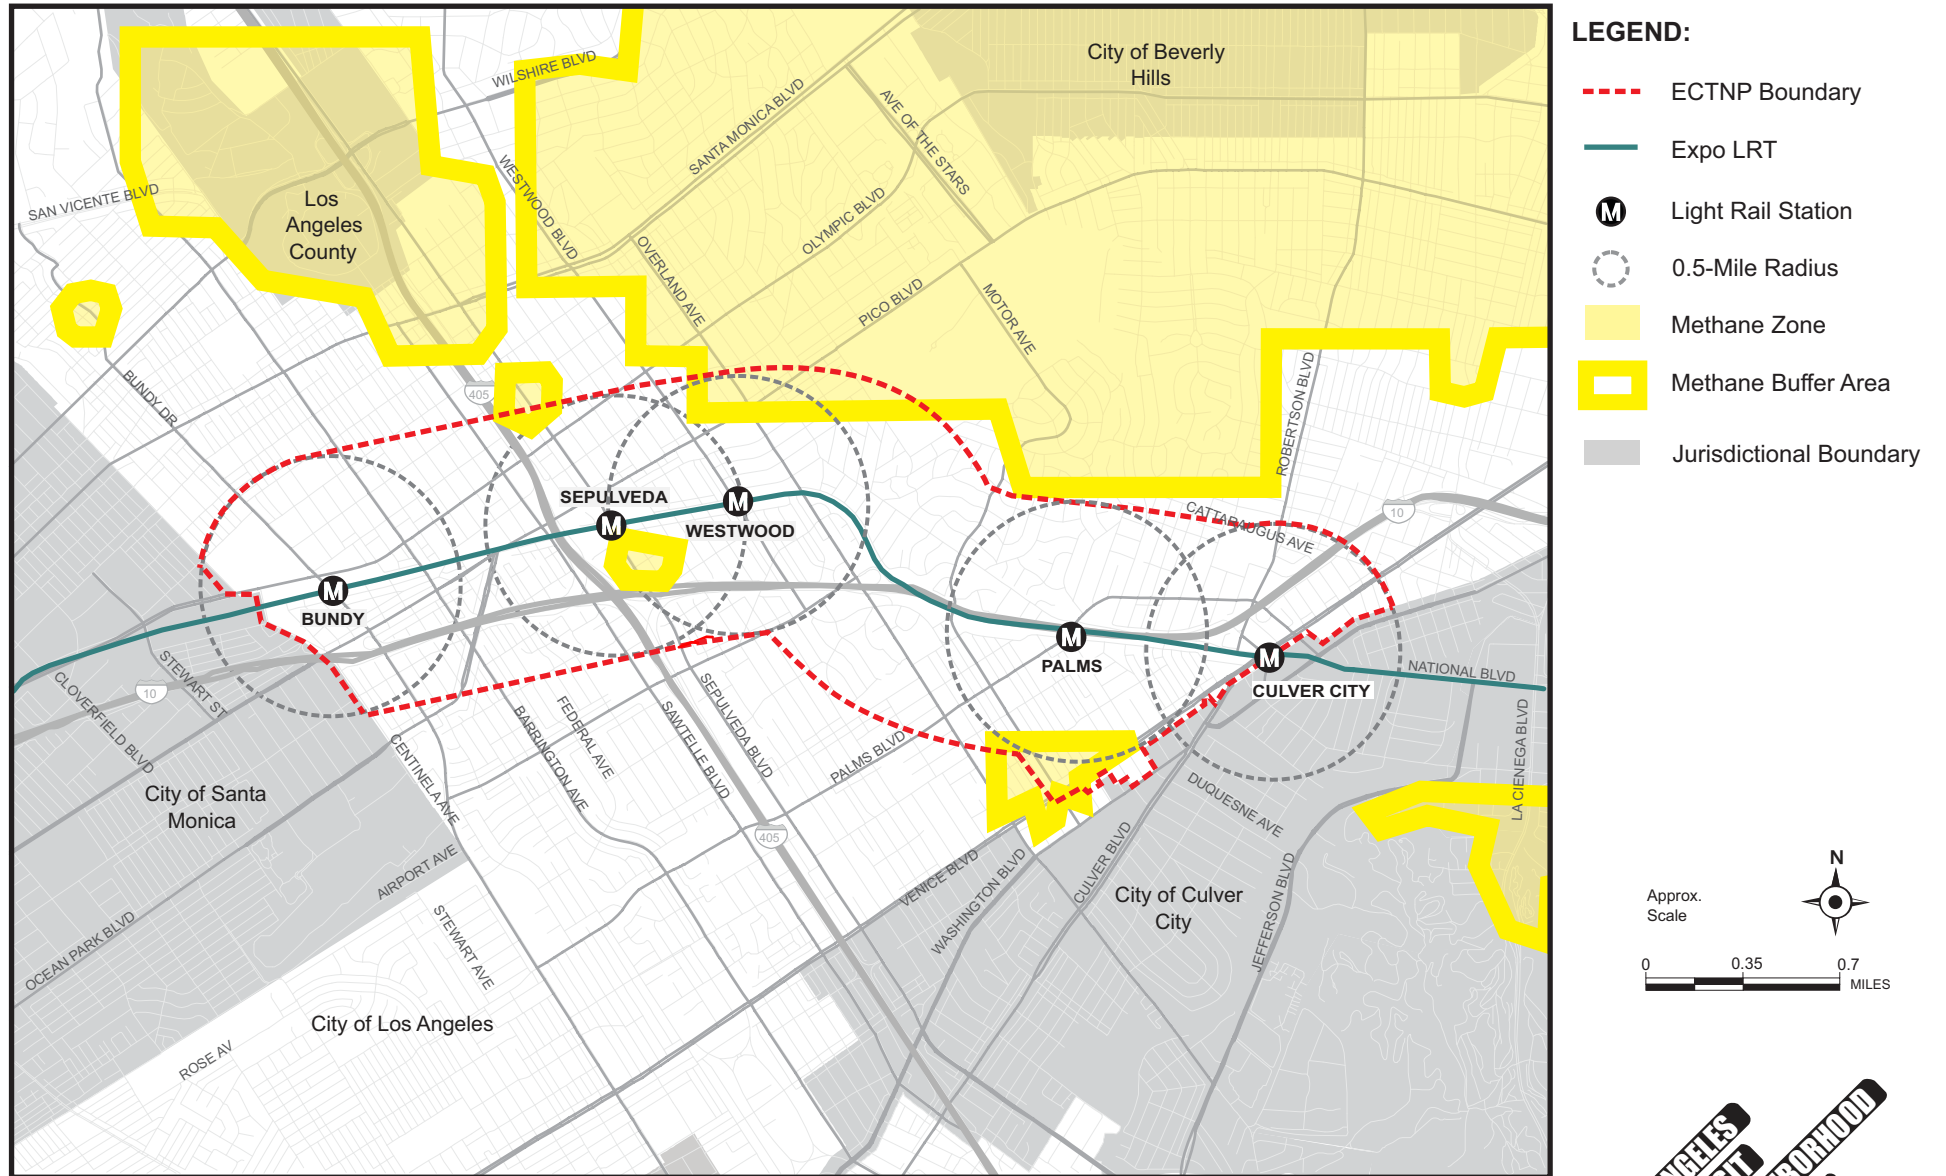 LEGEND:
ECTNP Boundary
Expo LRT
M
Light Rail Station
0.5-Mile Radius
Methane Zone
Methane Buffer Area
Jurisdictional Boundary
City of Beverly
Hills
WILSHIRE BLVD
SANTA MONICA BLVD
AVE OF THE STARS
WESTWOOD BLVD
SAN VICENTE BLVD
Los
Angeles
County
OLYMPIC BLVD
OVERLAND AVE
PICO BLVD
MOTOR AVE
BUNDY DR
405
ROBERTSON BLVD
SEPULVEDA
M
M
WESTWOOD
CATTARAUGUS AVE
10
M
BUNDY
M
PALMS
M
CULVER CITY
NATIONAL BLVD
STEWART ST
CLOVERFIELD BLVD
10
CENTINELA AVE
BARRINGTON AVE
FEDERAL AVE
SAWTELLE BLVD
SEPULVEDA BLVD
PALMS BLVD
LA CIENEGA BLVD
DUQUESNE AVE
City of Santa
Monica
405
AIRPORT AVE
VENICE BLVD
WASHINGTON BLVD
CULVER BLVD
JEFFERSON BLVD
City of Culver
City
OCEAN PARK BLVD
STEWART AVE
City of Los Angeles
ROSE AV
Approx.
Scale
N
0 0.35 0.7
MILES